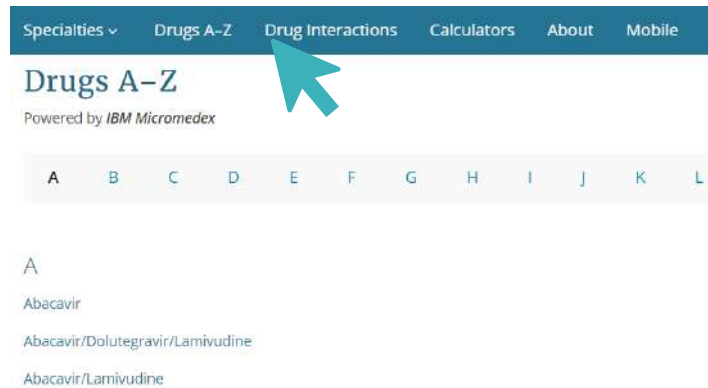 Specialties Drugs A–Z Drug Interactions Calculators About Mobile
Drugs A–Z
Powered by IBM Micromedex
A B C D E F G H I J K L
A
Abacavir
Abacavir/Dolutegravir/Lamivudine
Abacavir/Lamivudine